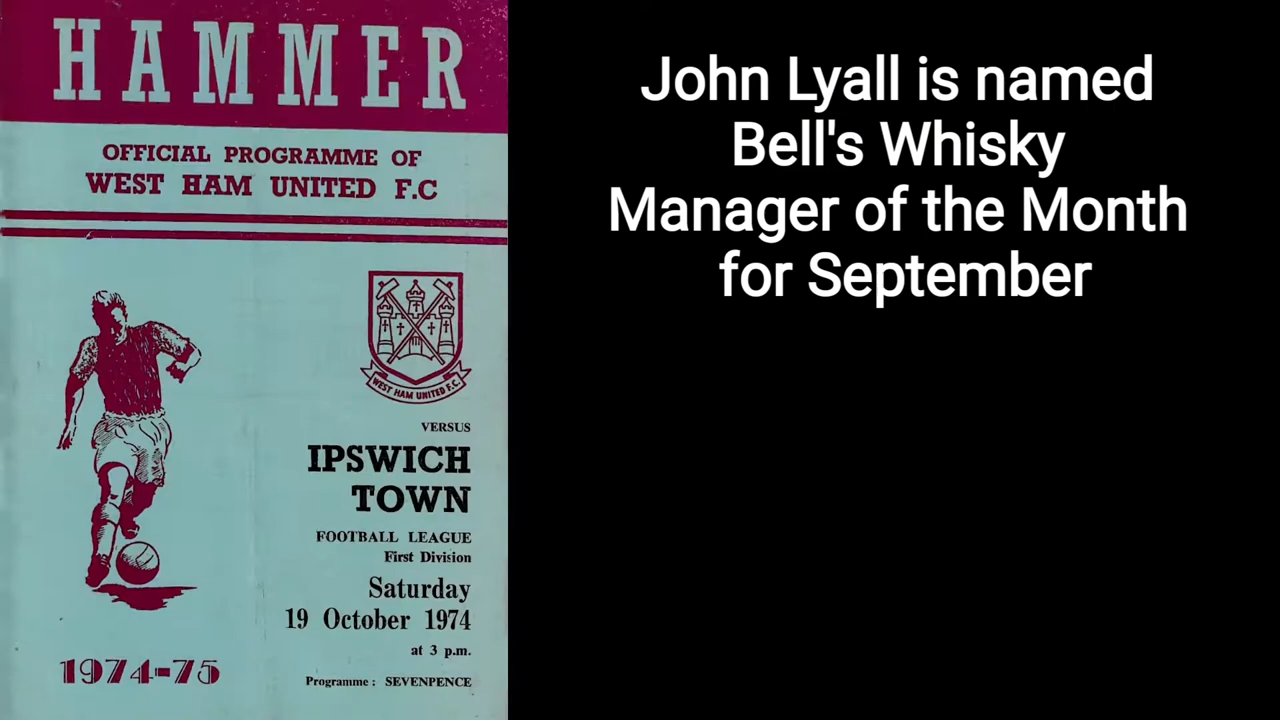 HAMMER
OFFICIAL PROGRAMME OF
WEST HAM UNITED F.C
WEST HAM UNITED F.C.
VERSUS
IPSWICH
TOWN
FOOTBALL LEAGUE
First Division
Saturday
19 October 1974
at 3 p.m.
1974-75
Programme : SEVENPENCE
John Lyall is named
Bell's Whisky
Manager of the Month
for September